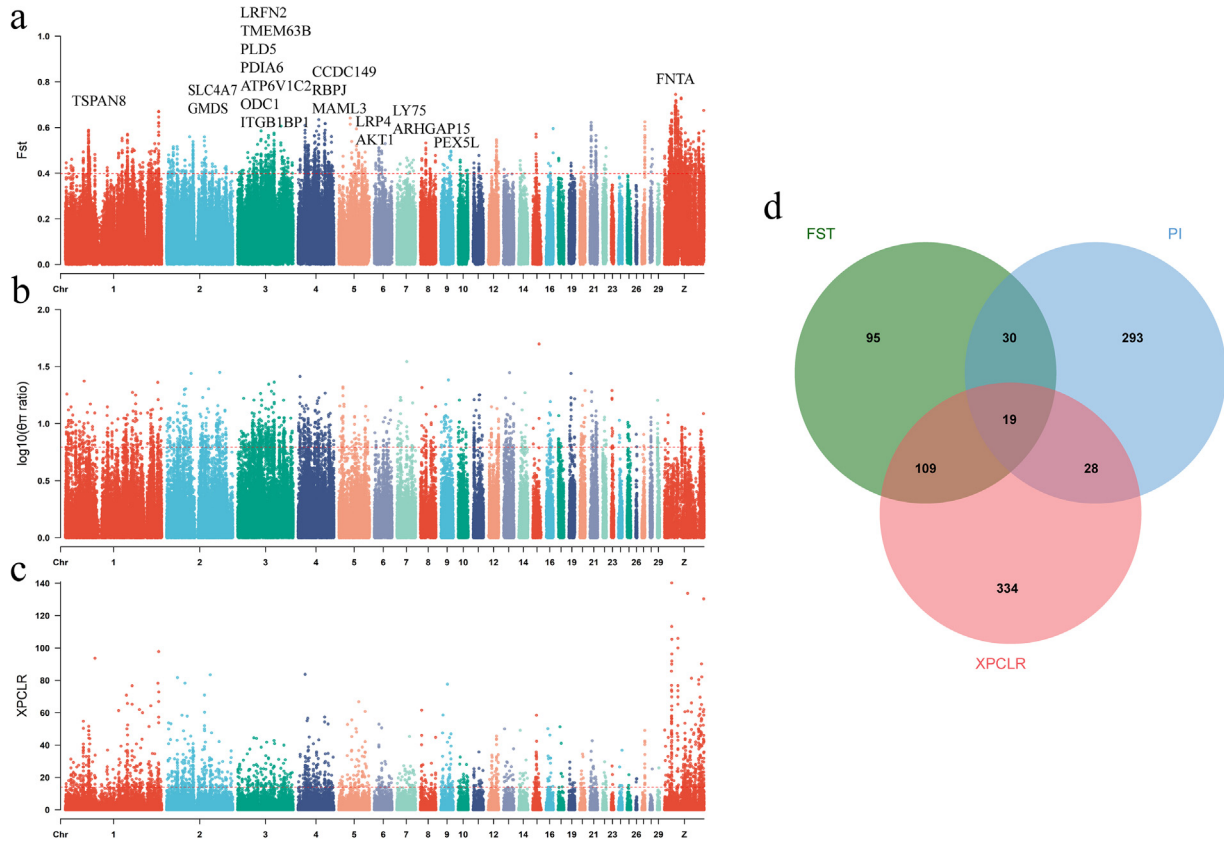 a
LRFN2
TMEM63B
PLD5
PDIA6
ATP6V1C2
ODC1
ITGB1BP1
TSPAN8
SLC4A7
GMDS
CCDC149
RBPJ
MAML3
LRP4
AKT1
LY75
ARHGAP15
PEX5L
FNTA
Fst
1.0
0.8
0.6
0.4
0.2
0.0
Chr 1 2 3 4 5 6 7 8 9 10 12 14 16 19 21 23 26 29 Z
b
log10(θπ ratio)
2.0
1.5
1.0
0.5
0.0
Chr 1 2 3 4 5 6 7 8 9 10 12 14 16 19 21 23 26 29 Z
c
XPCLR
140
120
100
80
60
40
20
0
Chr 1 2 3 4 5 6 7 8 9 10 12 14 16 19 21 23 26 29 Z
d
FST PI
95 30 293
19
109 28
334
XPCLR